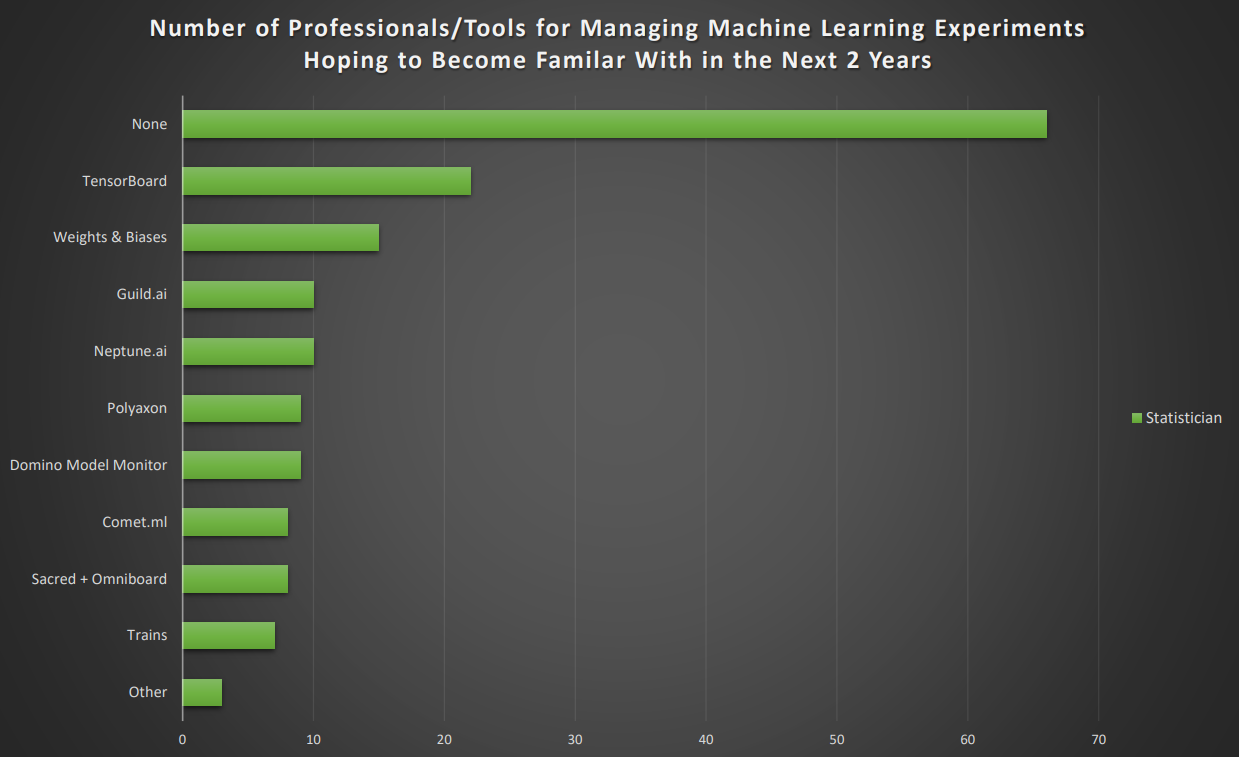 Number of Professionals/Tools for Managing Machine Learning Experiments
Hoping to Become Familar With in the Next 2 Years
None
TensorBoard
Weights & Biases
Guild.ai
Neptune.ai
Polyaxon
Domino Model Monitor
Comet.ml
Sacred + Omniboard
Trains
Other
0 10 20 30 40 50 60 70
Statistician